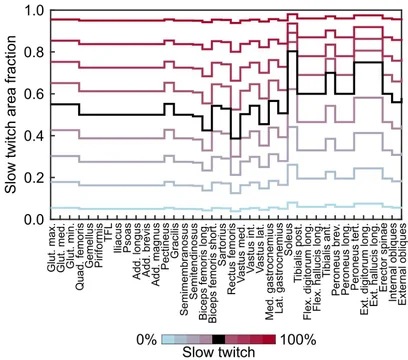 Slow twitch area fraction
1.0
0.8
0.6
0.4
0.2
0.0
Glut. max.
Glut. med.
Glut. min.
Quad. femoris
Gemellus
Piriformis
TFL
Iliacus
Psoas
Add. longus
Add. brevis
Add. magnus
Pectineus
Gracilis
Semimembranosus
Semitendinosus
Biceps femoris long.
Biceps femoris short.
Sartorius
Rectus femoris
Vastus med.
Vastus int.
Vastus lat.
Med. gastrocnemius
Lat. gastrocnemius
Soleus
Tibialis post.
Flex. digitorum long.
Flex. hallucis long.
Tibialis ant.
Peroneus brev.
Peroneus long.
Peroneus tert.
Ext. digitorum long.
Ext. hallucis long.
Erector spinae
Internal obliques
External obliques
0% 100%
Slow twitch